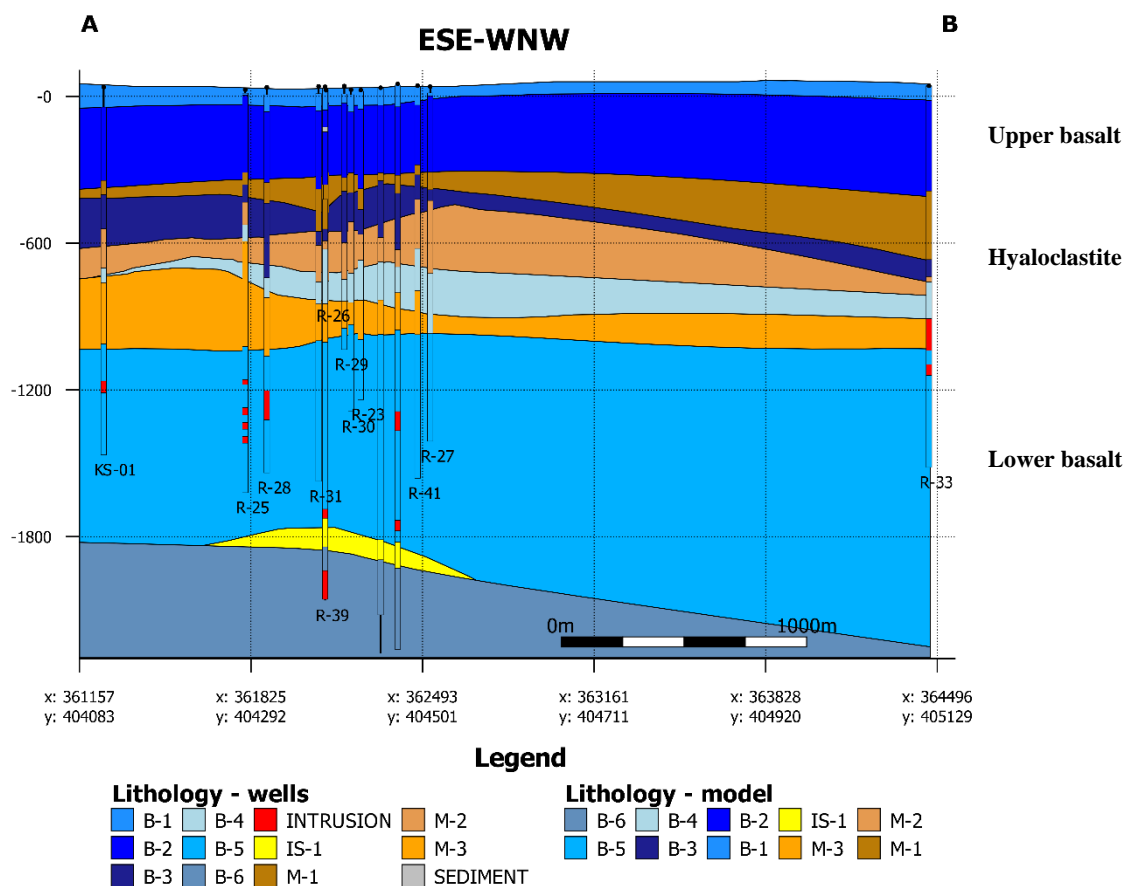 A B
ESE-WNW
-0
Upper basalt
-600
Hyaloclastite
R-26
R-29
-1200
R-23
R-30
R-27
KS-01
Lower basalt
R-28
R-33
R-31
R-41
R-25
-1800
R-39
0m 1000m
x: 361157 x: 361825 x: 362493 x: 363161 x: 363828 x: 364496
y: 404083 y: 404292 y: 404501 y: 404711 y: 404920 y: 405129
Legend
Lithology - wells Lithology - model
B-1 B-4 INTRUSION M-2 B-6 B-4 B-2 IS-1 M-2
B-2 B-5 IS-1 M-3 B-5 B-3 B-1 M-3 M-1
B-3 B-6 M-1 SEDIMENT